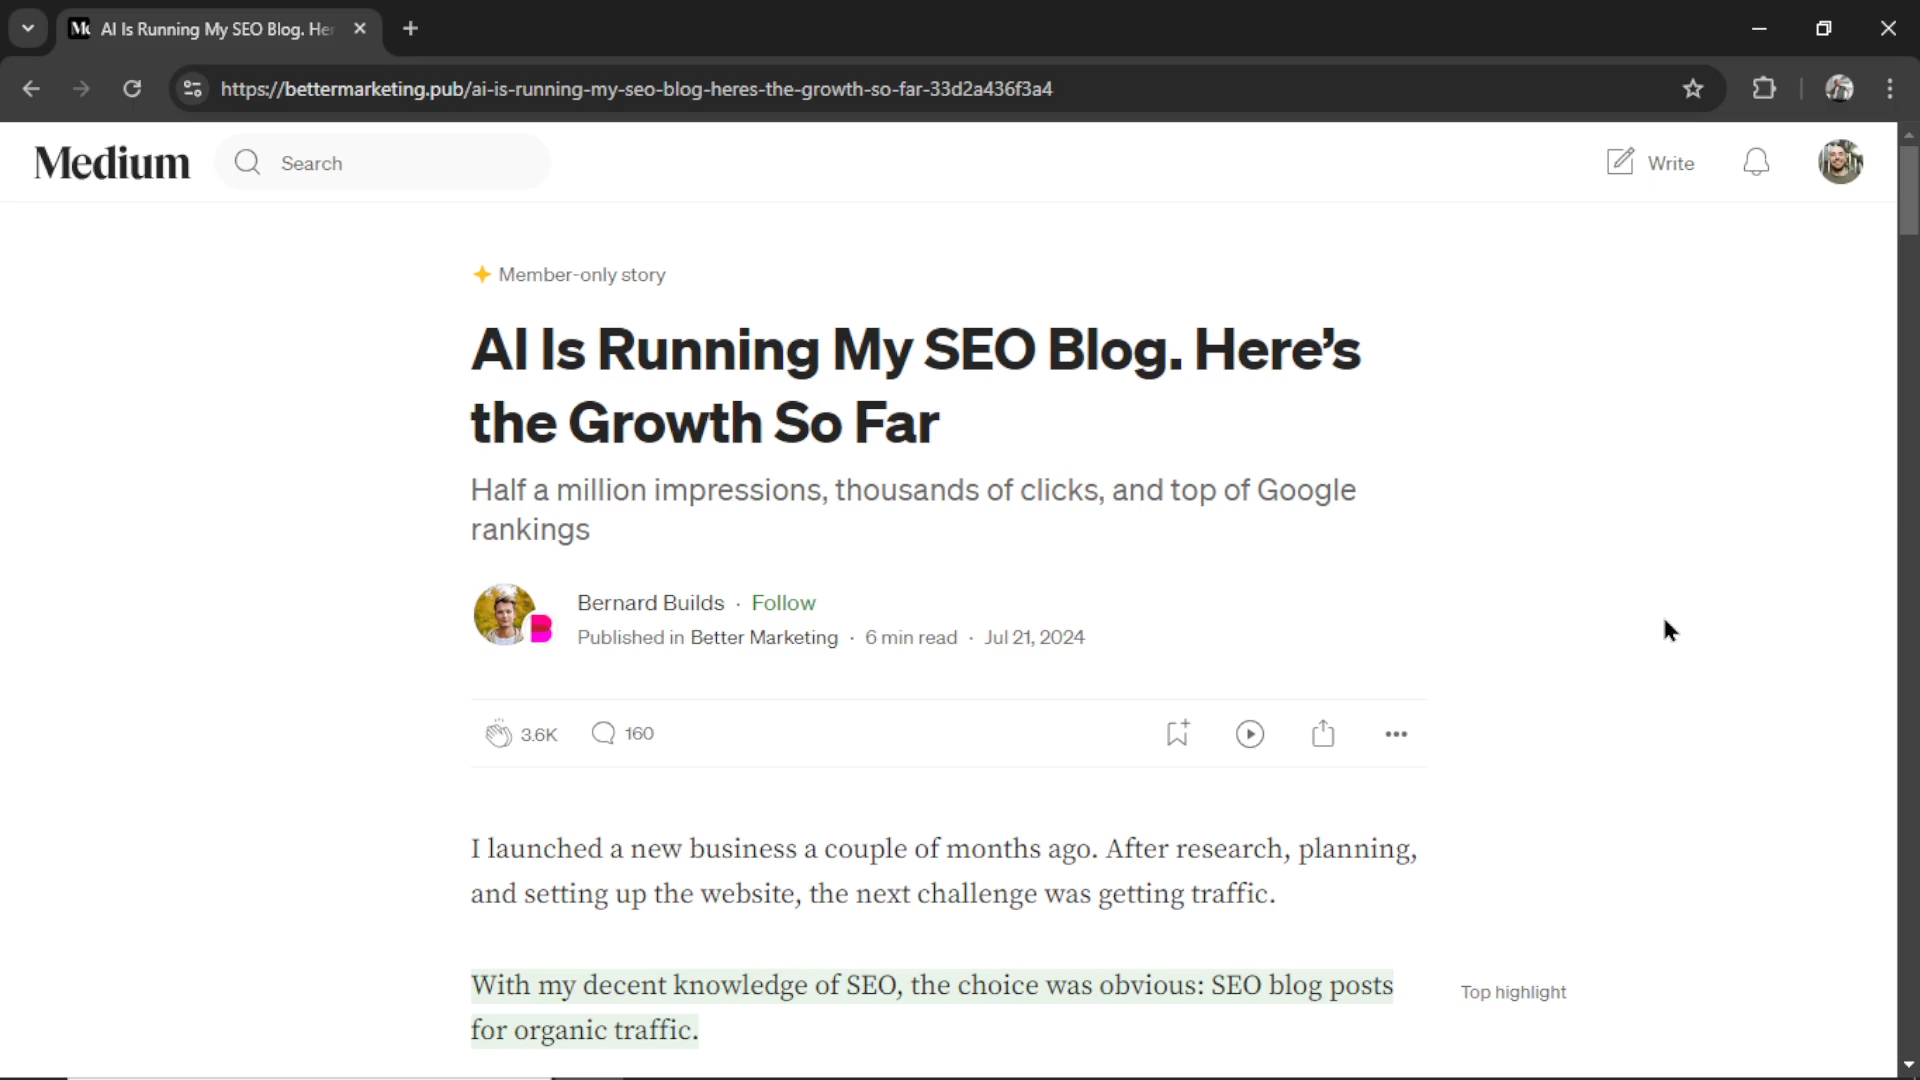 AI Is Running My SEO Blog. Her
https://bettermarketing.pub/ai-is-running-my-seo-blog-heres-the-growth-so-far-33d2a436f3a4
Medium
Search
Write
Member-only story
AI Is Running My SEO Blog. Here's
the Growth So Far
Half a million impressions, thousands of clicks, and top of Google
rankings
Bernard Builds · Follow
Published in Better Marketing · 6 min read · Jul 21, 2024
3.6K 160
I launched a new business a couple of months ago. After research, planning,
and setting up the website, the next challenge was getting traffic.
With my decent knowledge of SEO, the choice was obvious: SEO blog posts
for organic traffic.
Top highlight